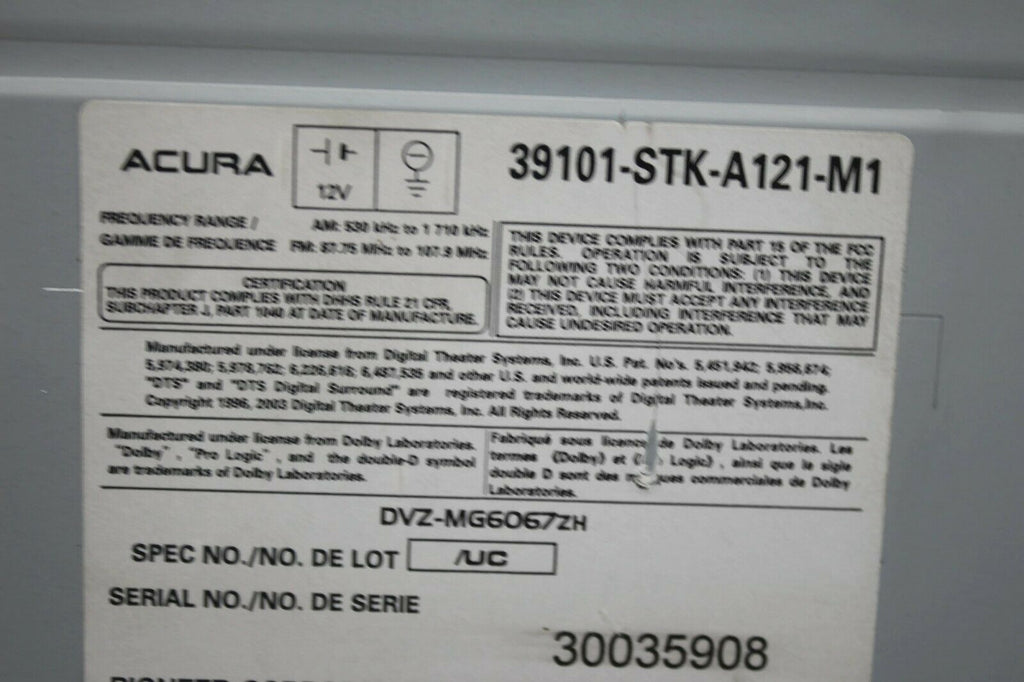 ACURA
12V
39101-STK-A121-M1
FREQUENCY RANGE /
GAMME DE FREQUENCE
AM: 530 kHz to 1 710 kHz
FM: 87.75 MHz to 107.9 MHz
THIS DEVICE COMPLIES WITH PART 15 OF THE FCC
RULES. OPERATION IS SUBJECT TO THE
FOLLOWING TWO CONDITIONS: (1) THIS DEVICE
MAY NOT CAUSE HARMFUL INTERFERENCE, AND
(2) THIS DEVICE MUST ACCEPT ANY INTERFERENCE
RECEIVED, INCLUDING INTERFERENCE THAT MAY
CAUSE UNDESIRED OPERATION.
CERTIFICATION
THIS PRODUCT COMPLIES WITH DHHS RULE 21 CFR,
SUBCHAPTER J, PART 1040 AT DATE OF MANUFACTURE.
Manufactured under license from Digital Theater Systems, Inc. U.S. Pat. No's. 5,451,942; 5,956,674;
5,974,380; 5,978,762; 6,226,616; 6,487,535 and other U.S. and world-wide patents issued and pending.
"DTS" and "DTS Digital Surround" are registered trademarks of Digital Theater Systems,Inc.
Copyright 1996, 2003 Digital Theater Systems, Inc. All Rights Reserved.
Manufactured under license from Dolby Laboratories.
"Dolby", "Pro Logic", and the double-D symbol
are trademarks of Dolby Laboratories.
Fabriqué sous licence de Dolby Laboratories. Les
termes (Dolby) et ( Logic), ainsi que le sigle
double D sont des commerciales de Dolby
Laboratories.
DVZ-MG6067ZH
SPEC NO./NO. DE LOT /UC
SERIAL NO./NO. DE SERIE
30035908